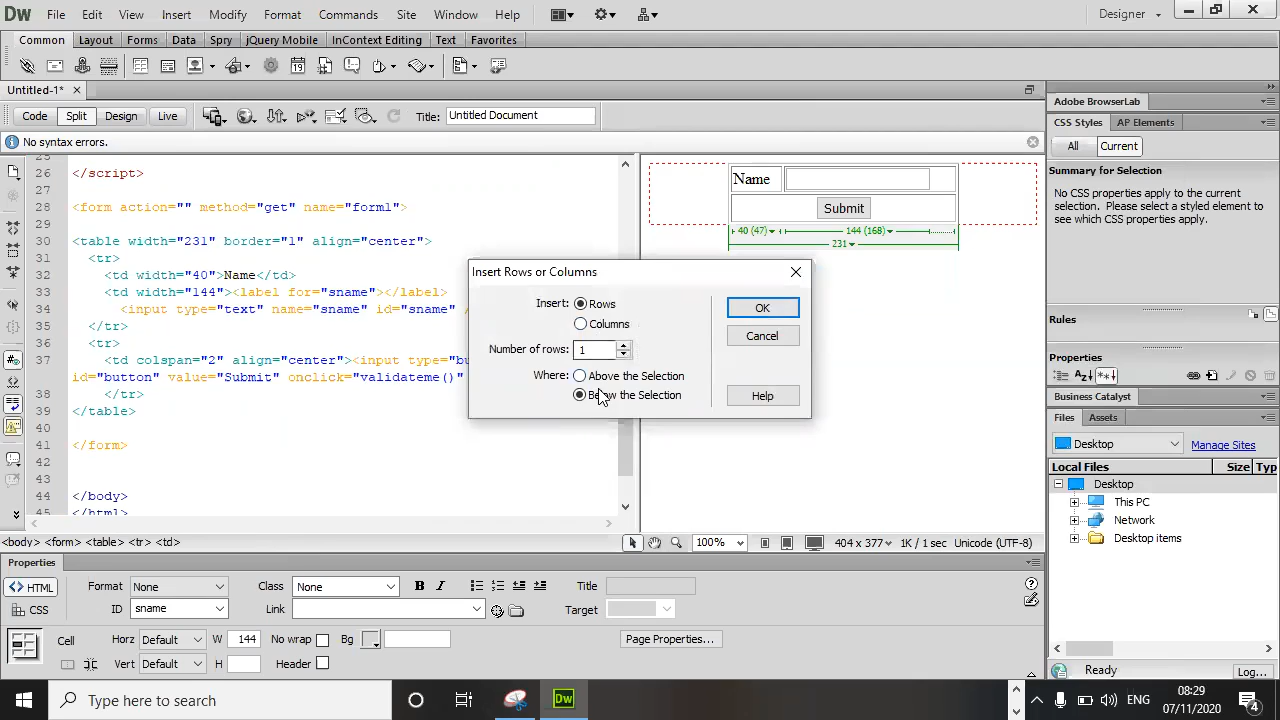 Dw File Edit View Insert Modify Format Commands Site Window Help Designer
Common Layout Forms Data Spry jQuery Mobile InContext Editing Text Favorites
Untitled-1*
Code Split Design Live Title: Untitled Document
No syntax errors.
26 </script>
27
28 <form action="" method="get" name="form1">
29
30 <table width="231" border="1" align="center">
31 <tr>
32 <td width="40">Name</td>
33 <td width="144"><label for="sname"></label>
34 <input type="text" name="sname" id="sname" /
35 </tr>
36 <tr>
37 <td colspan="2" align="center"><input type="bu
id="button" value="Submit" onclick="validateme()"
38 </tr>
39 </table>
40
41 </form>
42
43
44 </body>
45 </html>
Name
Submit
40 (47) 144 (168)
231
Insert Rows or Columns
Insert: Rows
Columns
Number of rows: 1
Where: Above the Selection
Below the Selection
OK
Cancel
Help
Adobe BrowserLab
CSS Styles AP Elements
All Current
Summary for Selection
No CSS properties apply to the current
selection. Please select a styled element to
see which CSS properties apply.
Rules
Properties
Business Catalyst
Files Assets
Desktop Manage Sites
Local Files Size Typ
Desktop
This PC
Network
Desktop items
Ready Log...
<body> <form> <table> <tr> <td> 100% 404 x 377 1K / 1 sec Unicode (UTF-8)
Properties
HTML Format None Class None B I Title
CSS ID sname Link Target
Cell Horz Default W 144 No wrap Bg Page Properties...
Vert Default H Header
Type here to search Dw ENG 08:29
07/11/2020 4